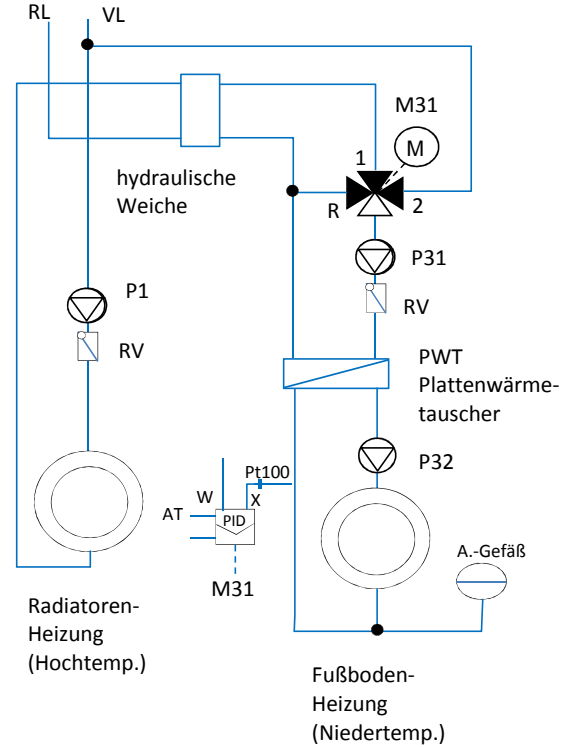 RL
VL
M31
M
1
hydraulische
Weiche
R
2
P31
P1
RV
RV
PWT
Plattenwärme-
tauscher
P32
Pt100
W
X
AT
PID
A.-Gefäß
M31
Radiatoren-
Heizung
(Hochtemp.)
Fußboden-
Heizung
(Niedertemp.)